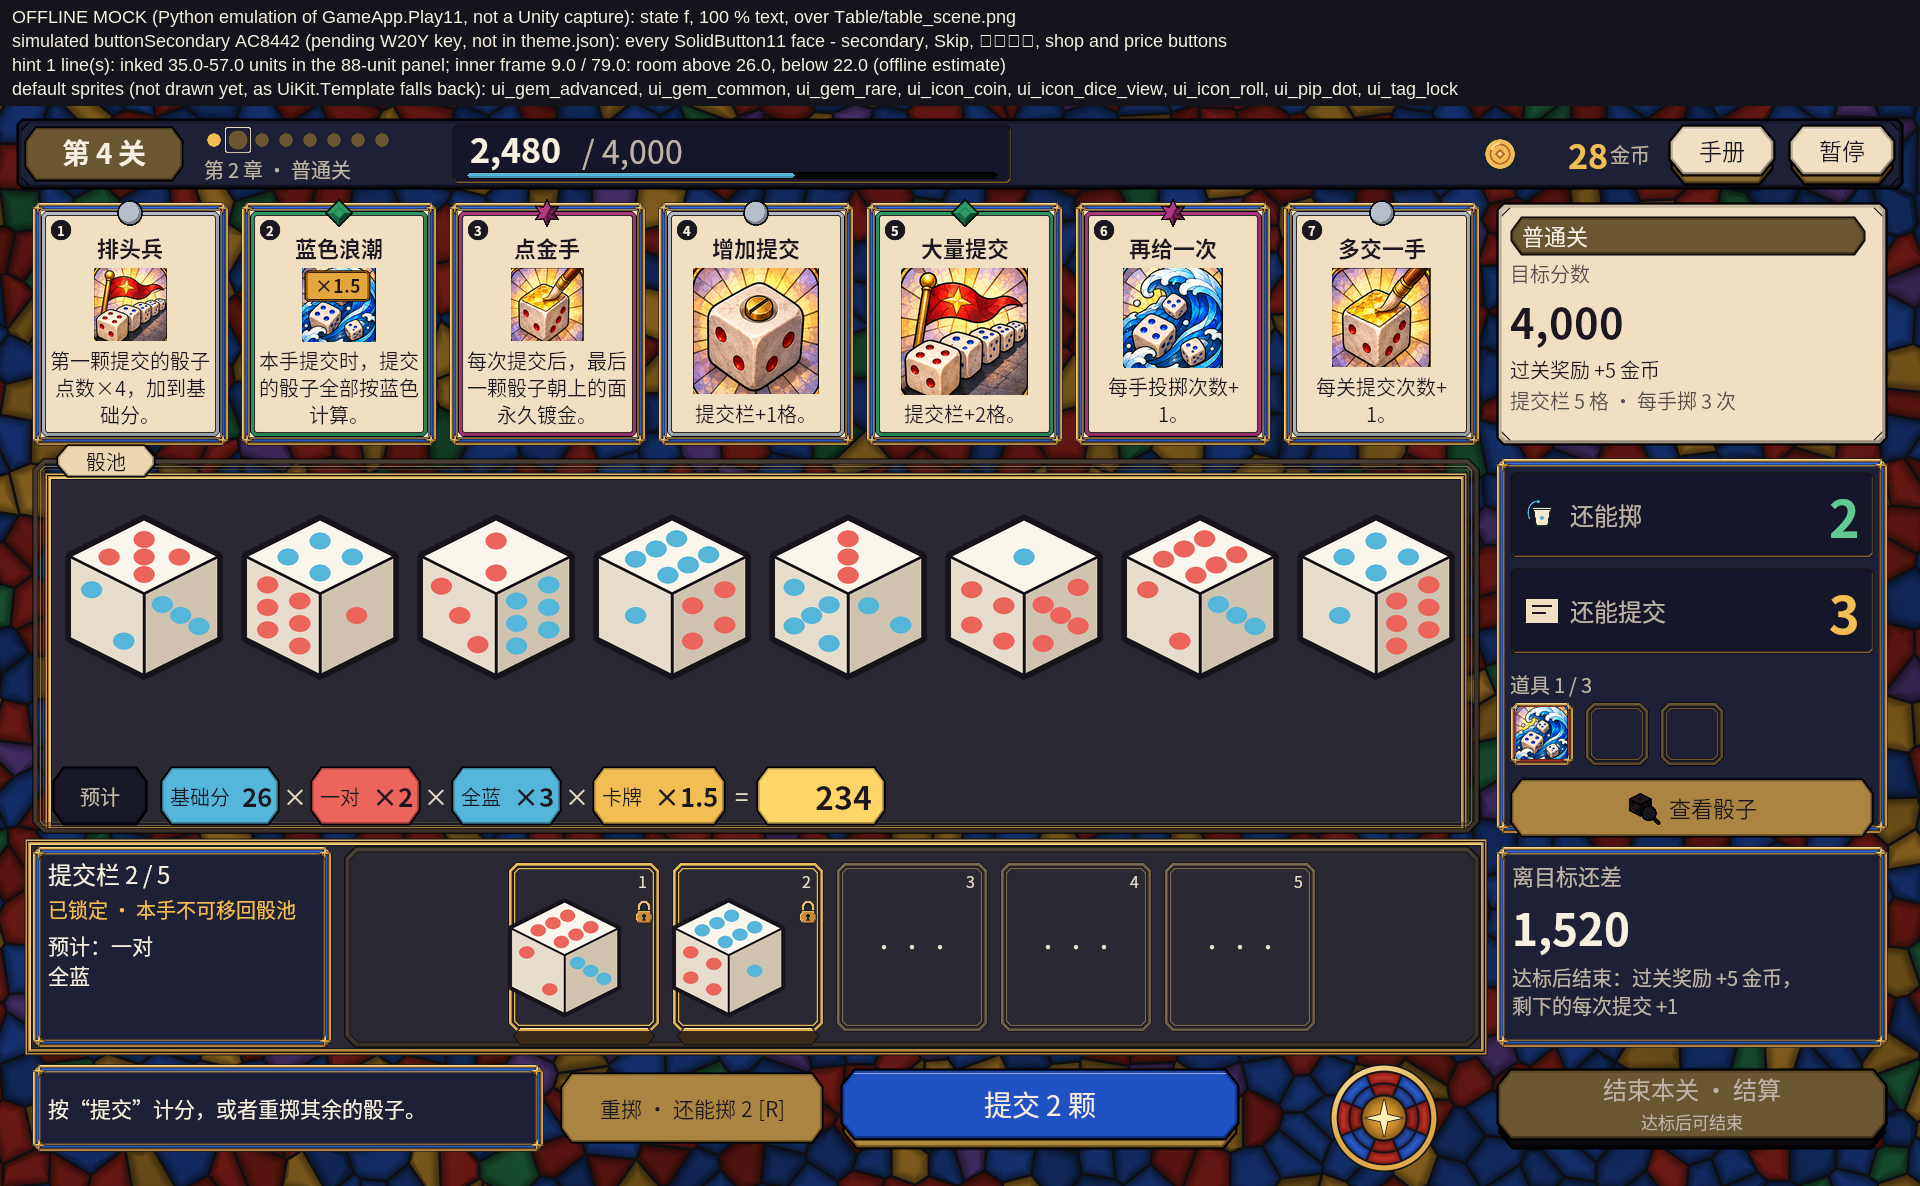 OFFLINE MOCK (Python emulation of GameApp.Play11, not a Unity capture): state f, 100 % text, over Table/table_scene.png
simulated buttonSecondary AC8442 (pending W20Y key, not in theme.json): every SolidButton11 face - secondary, Skip, □□□□, shop and price buttons
hint 1 line(s): inked 35.0-57.0 units in the 88-unit panel; inner frame 9.0 / 79.0: room above 26.0, below 22.0 (offline estimate)
default sprites (not drawn yet, as UiKit.Template falls back): ui_gem_advanced, ui_gem_common, ui_gem_rare, ui_icon_coin, ui_icon_dice_view, ui_icon_roll, ui_pip_dot, ui_tag_lock
第 4 关
第 2 章 · 普通关
2,480 / 4,000
28金币
手册
暂停
1
排头兵
第一颗提交的骰子
点数×4，加到基
础分。
2
蓝色浪潮
×1.5
本手提交时，提交
的骰子全部按蓝色
计算。
3
点金手
每次提交后，最后
一颗骰子朝上的面
永久镀金。
4
增加提交
提交栏+1格。
5
大量提交
提交栏+2格。
6
再给一次
每手投掷次数+
1。
7
多交一手
每关提交次数+
1。
普通关
目标分数
4,000
过关奖励 +5 金币
提交栏 5 格 · 每手掷 3 次
骰池
还能掷 2
还能提交 3
道具 1 / 3
查看骰子
预计 基础分 26 × 一对 ×2 × 全蓝 ×3 × 卡牌 ×1.5 = 234
提交栏 2 / 5
已锁定 · 本手不可移回骰池
预计：一对
全蓝
1
2
3
4
5
离目标还差
1,520
达标后结束：过关奖励 +5 金币，
剩下的每次提交 +1
按“提交”计分，或者重掷其余的骰子。
重掷 · 还能掷 2 [R]
提交 2 颗
结束本关 · 结算
达标后可结束